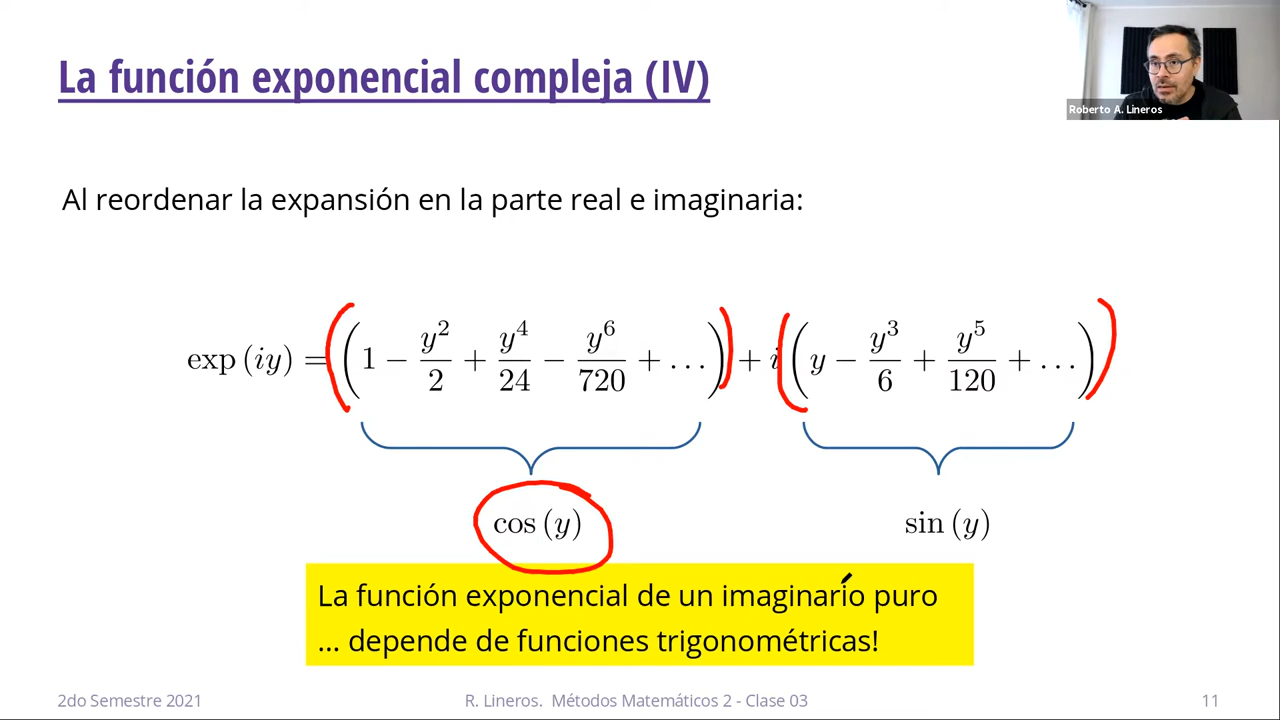 La función exponencial compleja (IV)
Roberto A. Lineros
Al reordenar la expansión en la parte real e imaginaria:
exp (iy) = (1 − y²/2 + y⁴/24 − y⁶/720 + …) + i (y − y³/6 + y⁵/120 + …)
cos (y) sin (y)
La función exponencial de un imaginario puro
... depende de funciones trigonométricas!
2do Semestre 2021 R. Lineros. Métodos Matemáticos 2 - Clase 03 11